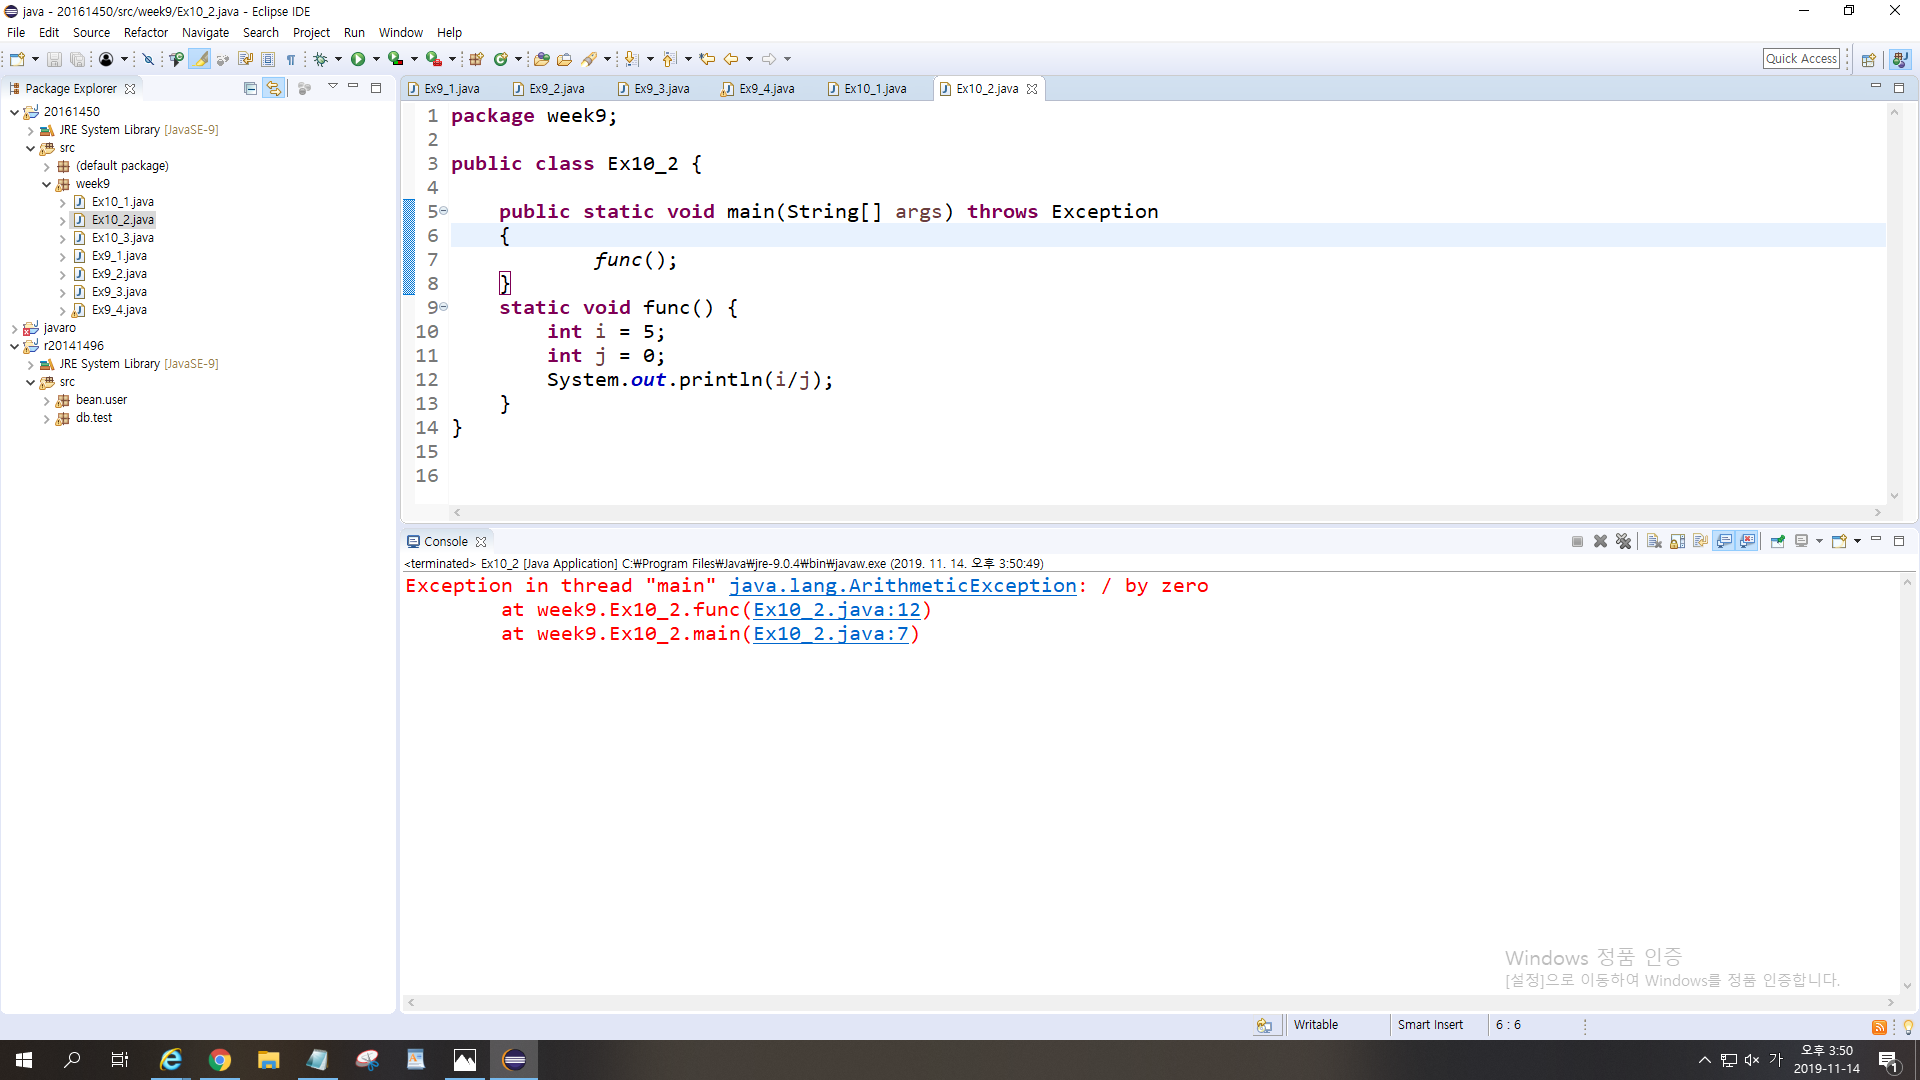 java - 20161450/src/week9/Ex10_2.java - Eclipse IDE
File Edit Source Refactor Navigate Search Project Run Window Help
Quick Access
Package Explorer
20161450
JRE System Library [JavaSE-9]
src
(default package)
week9
Ex10_1.java
Ex10_2.java
Ex10_3.java
Ex9_1.java
Ex9_2.java
Ex9_3.java
Ex9_4.java
javaro
r20141496
JRE System Library [JavaSE-9]
src
bean.user
db.test
Ex9_1.java Ex9_2.java Ex9_3.java Ex9_4.java Ex10_1.java Ex10_2.java
1 package week9;
2
3 public class Ex10_2 {
4
5 public static void main(String[] args) throws Exception
6 {
7 func();
8 }
9 static void func() {
10 int i = 5;
11 int j = 0;
12 System.out.println(i/j);
13 }
14 }
15
16
Console
<terminated> Ex10_2 [Java Application] C:₩Program Files₩Java₩jre-9.0.4₩bin₩javaw.exe (2019. 11. 14. 오후 3:50:49)
Exception in thread "main" java.lang.ArithmeticException: / by zero
at week9.Ex10_2.func(Ex10_2.java:12)
at week9.Ex10_2.main(Ex10_2.java:7)
Windows 정품 인증
[설정]으로 이동하여 Windows를 정품 인증합니다.
Writable Smart Insert 6 : 6
가 오후 3:50
2019-11-14
1